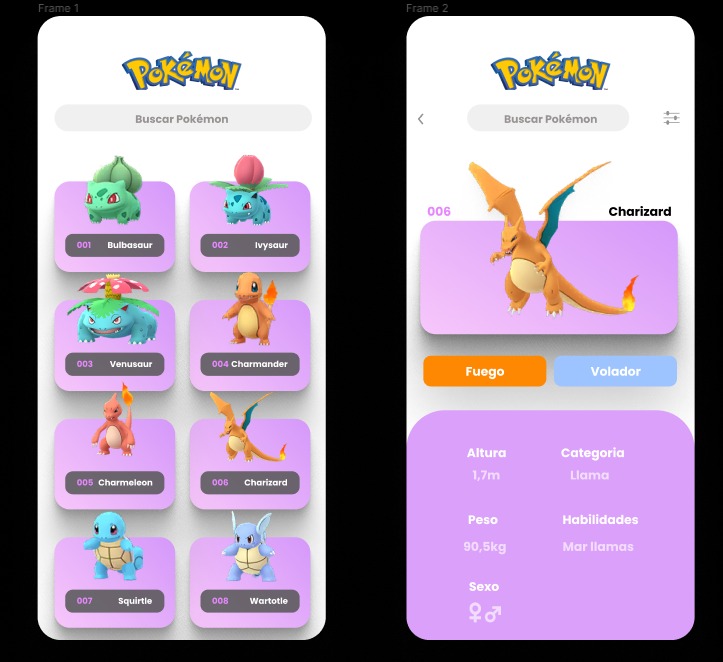 Frame 1
POKéMON
Buscar Pokémon
001 Bulbasaur
002 Ivysaur
003 Venusaur
004 Charmander
005 Charmeleon
006 Charizard
007 Squirtle
008 Wartotle
Frame 2
POKéMON
Buscar Pokémon
006 Charizard
Fuego
Volador
Altura
1,7m
Categoria
Llama
Peso
90,5kg
Habilidades
Mar llamas
Sexo